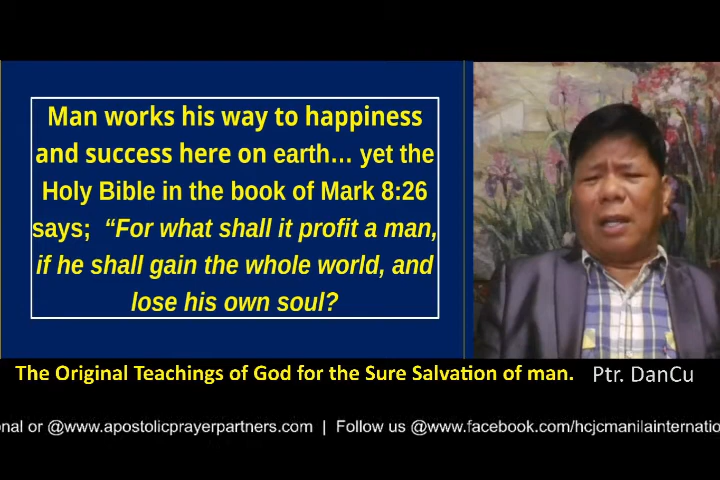 Man works his way to happiness
and success here on earth... yet the
Holy Bible in the book of Mark 8:26
says; “For what shall it profit a man,
if he shall gain the whole world, and
lose his own soul?
The Original Teachings of God for the Sure Salvation of man. Ptr. DanCu
onal or @www.apostolicprayerpartners.com | Follow us @www.facebook.com/hcjcmanilainternatio